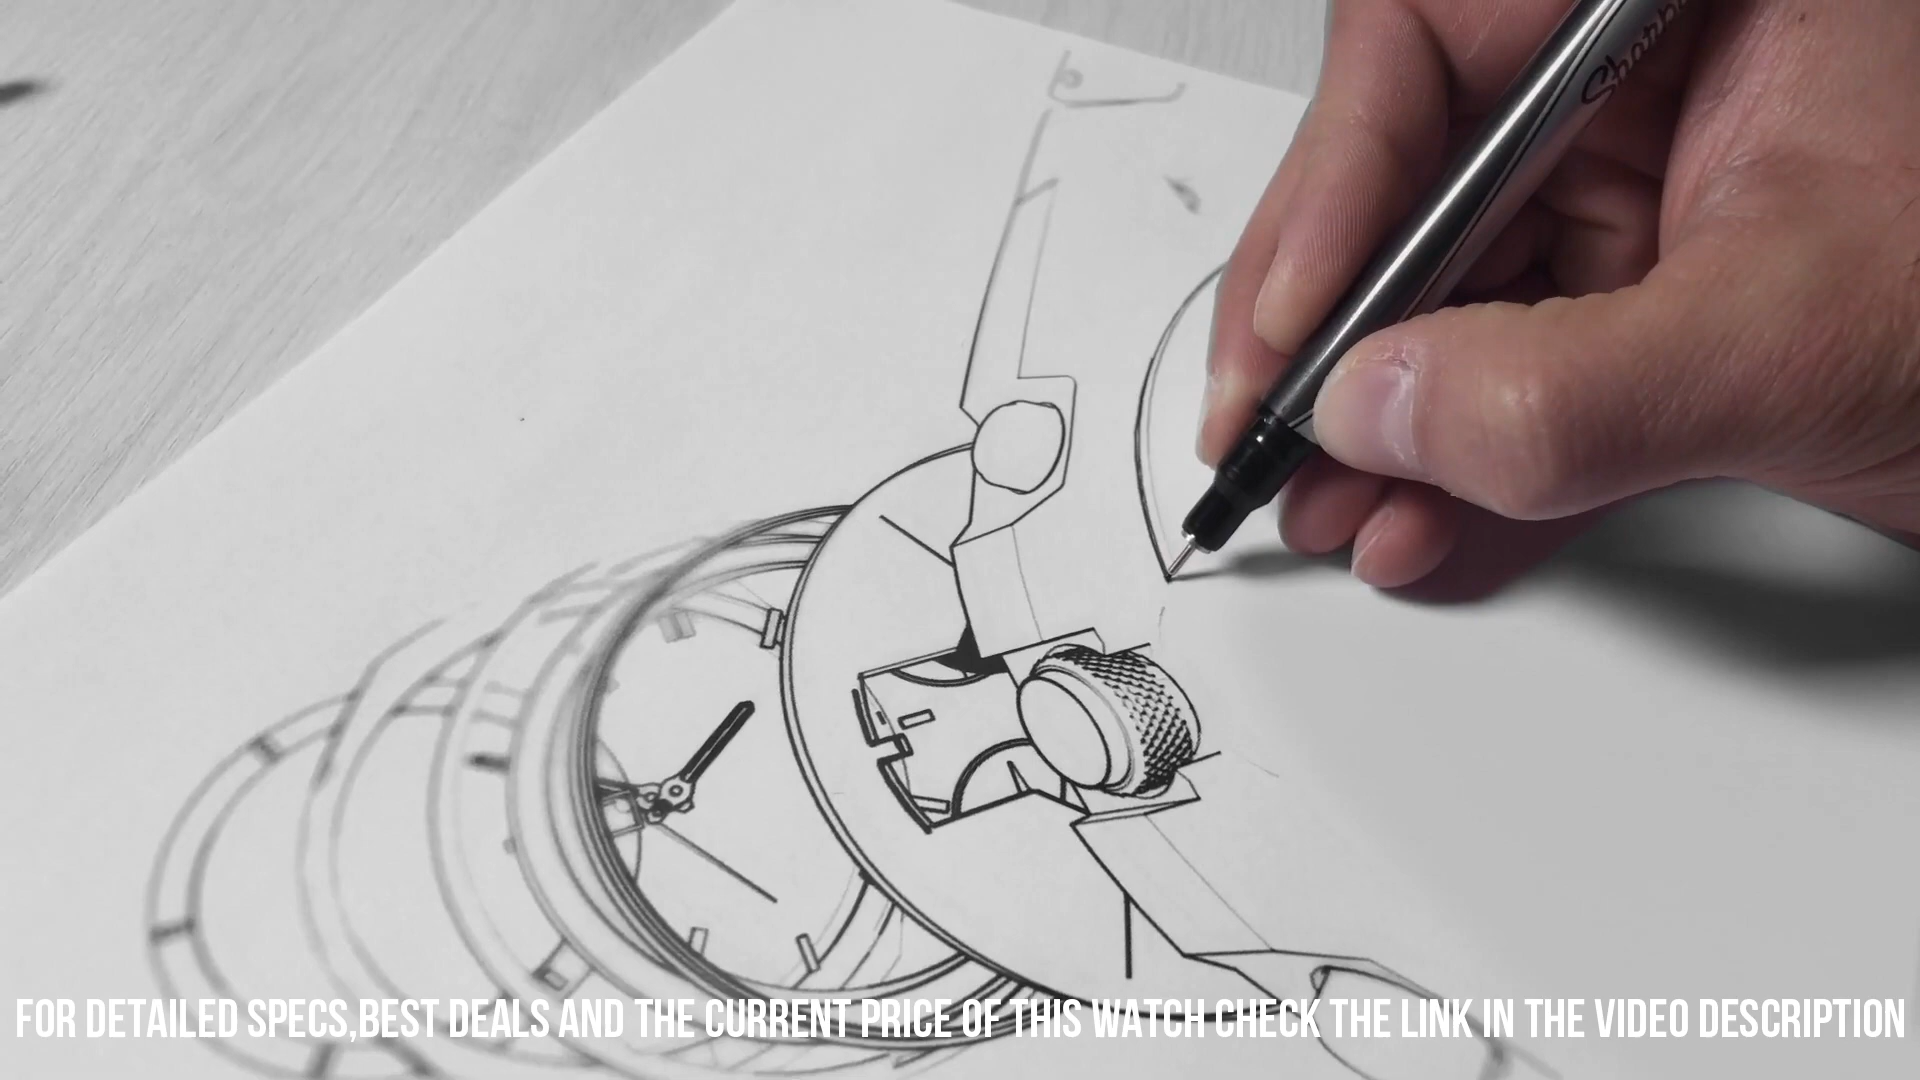 Sharpie
FOR DETAILED SPECS,BEST DEALS AND THE CURRENT PRICE OF THIS WATCH CHECK THE LINK IN THE VIDEO DESCRIPTION